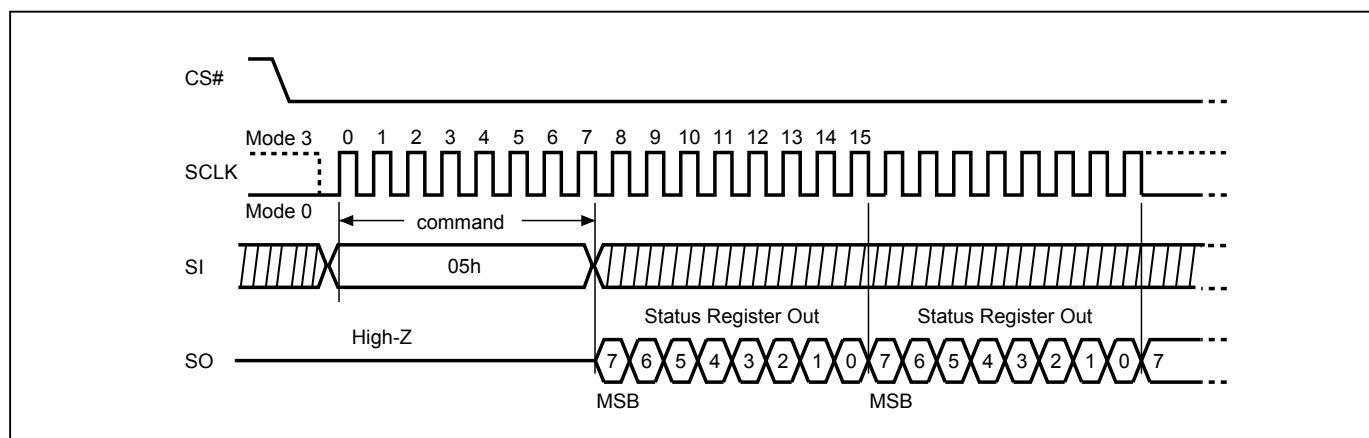 CS#
Mode 3
0 1 2 3 4 5 6 7 8 9 10 11 12 13 14 15
SCLK
Mode 0
command
SI
05h
Status Register Out Status Register Out
High-Z
SO
7 6 5 4 3 2 1 0 7 6 5 4 3 2 1 0 7
MSB MSB